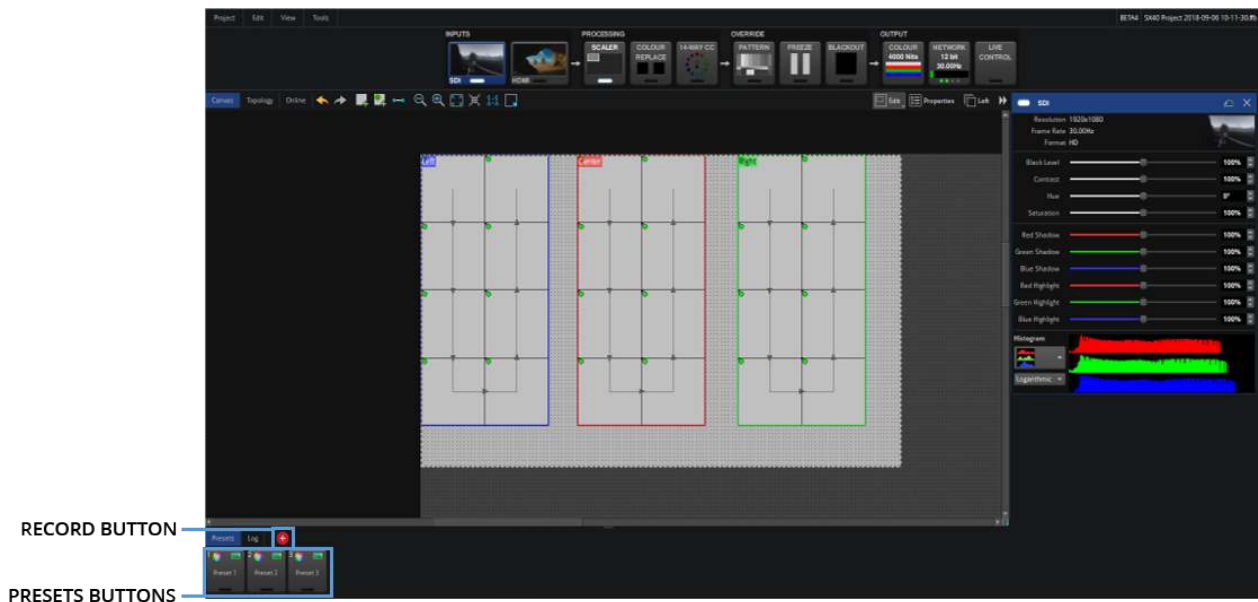 Project Edit View Tools
BETA4 SX40 Project 2018-09-06 10-11-30
INPUTS PROCESSING OVERRIDE OUTPUT
SDI
HDMI
SCALER
COLOUR REPLACE
14-WAY CC
PATTERN
FREEZE
BLACKOUT
COLOUR
4000 Nits
NETWORK
12 bit
30.00Hz
LIVE CONTROL
Canvas Topology Online
1:1
Edit Properties Left
Left
Center
Right
SDI
Resolution 1920x1080
Frame Rate 30.00Hz
Format HD
Black Level 100%
Contrast 100%
Hue 0°
Saturation 100%
Red Shadow 100%
Green Shadow 100%
Blue Shadow 100%
Red Highlight 100%
Green Highlight 100%
Blue Highlight 100%
Histogram
Logarithmic
RECORD BUTTON
Presets Log
1 2 3
Preset 1 Preset 2 Preset 3
PRESETS BUTTONS